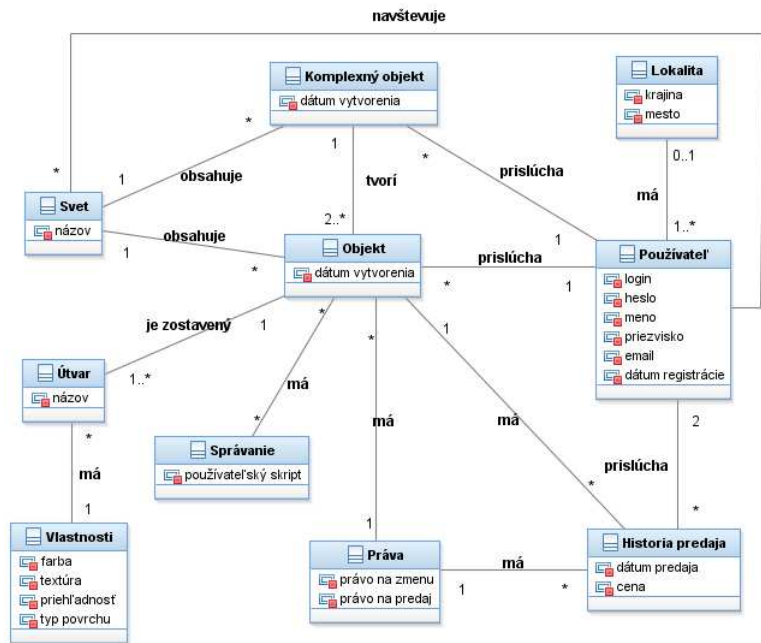 navštevuje
Komplexný objekt
dátum vytvorenia
Lokalita
krajina
mesto
*
1
*
0..1
*
obsahuje
tvorí
prislúcha
má
1
Svet
názov
2..*
1..*
obsahuje
1
*
Objekt
dátum vytvorenia
prislúcha
*
1
1
Používateľ
login
heslo
meno
priezvisko
email
dátum registrácie
je zostavený
1
*
*
1
1..*
Útvar
názov
má
*
*
má
má
2
má
1
Správanie
používateľský skript
prislúcha
*
*
1
Vlastnosti
farba
textúra
priehľadnosť
typ povrchu
Práva
právo na zmenu
právo na predaj
má
1
*
Historia predaja
dátum predaja
cena